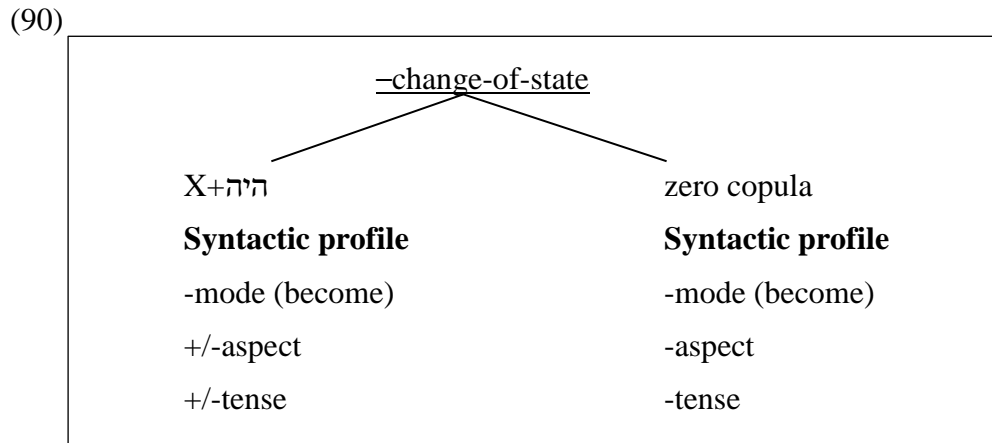 (90)
–change-of-state
X+היה zero copula
Syntactic profile Syntactic profile
-mode (become) -mode (become)
+/-aspect -aspect
+/-tense -tense